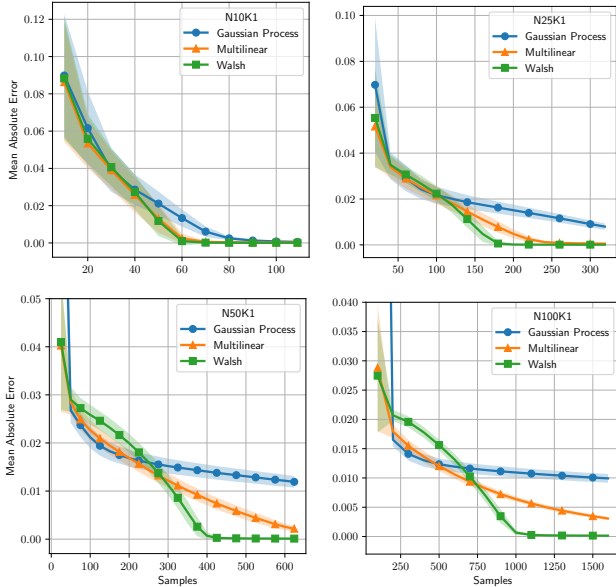 N10K1
Gaussian Process
Multilinear
Walsh
Mean Absolute Error
0.12
0.10
0.08
0.06
0.04
0.02
0.00
20 40 60 80 100
N25K1
Gaussian Process
Multilinear
Walsh
0.10
0.08
0.06
0.04
0.02
0.00
50 100 150 200 250 300
N50K1
Gaussian Process
Multilinear
Walsh
Mean Absolute Error
0.05
0.04
0.03
0.02
0.01
0.00
0 100 200 300 400 500 600
Samples
N100K1
Gaussian Process
Multilinear
Walsh
0.040
0.035
0.030
0.025
0.020
0.015
0.010
0.005
0.000
250 500 750 1000 1250 1500
Samples